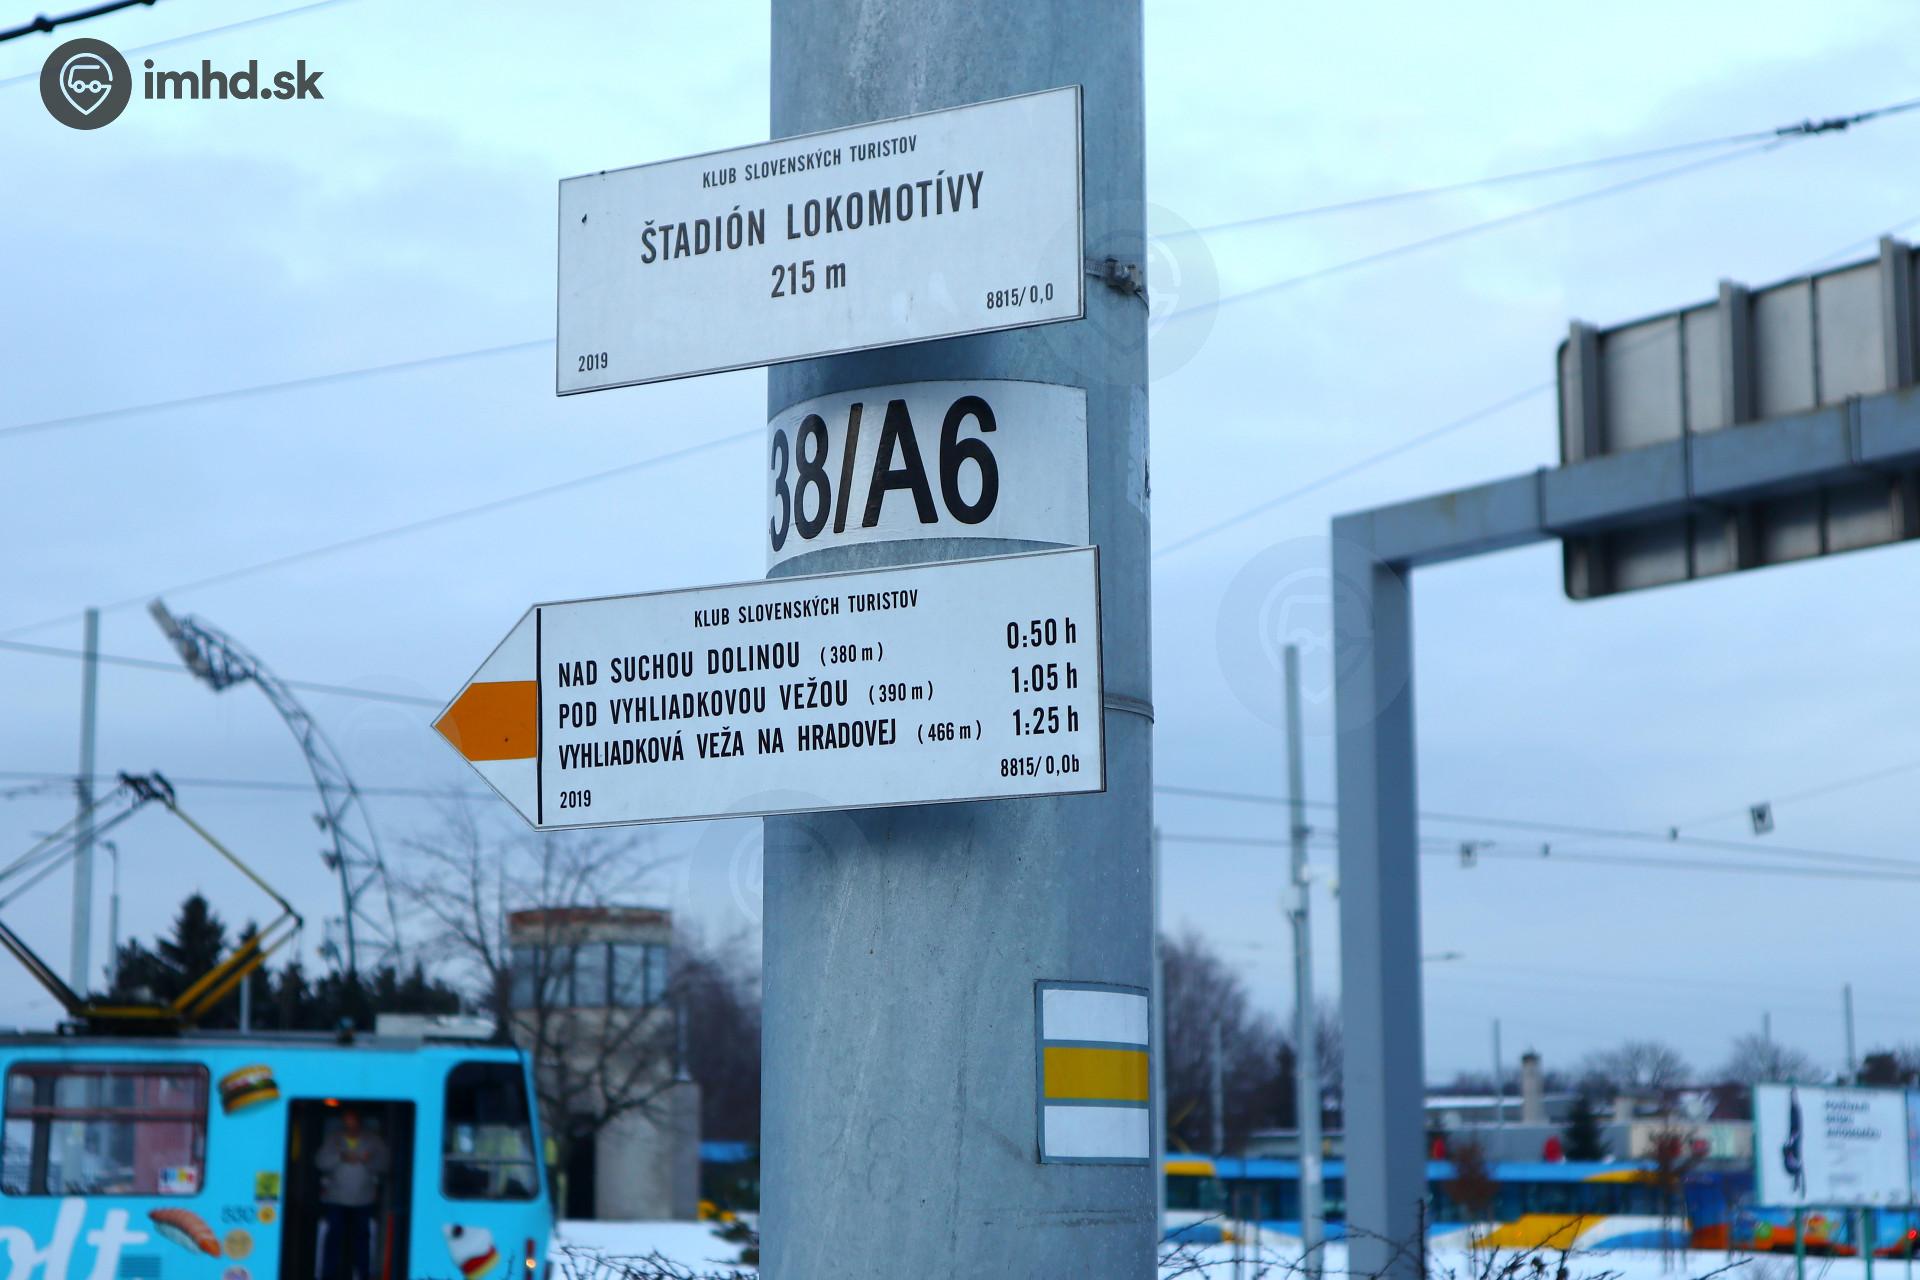 imhd.sk
KLUB SLOVENSKÝCH TURISTOV
ŠTADIÓN LOKOMOTÍVY
215 m
8815/0,0
2019
38/A6
KLUB SLOVENSKÝCH TURISTOV
NAD SUCHOU DOLINOU (380 m) 0:50 h
POD VYHLIADKOVOU VEŽOU (390 m) 1:05 h
VYHLIADKOVÁ VEŽA NA HRADOVEJ (466 m) 1:25 h
8815/0,0b
2019
olt